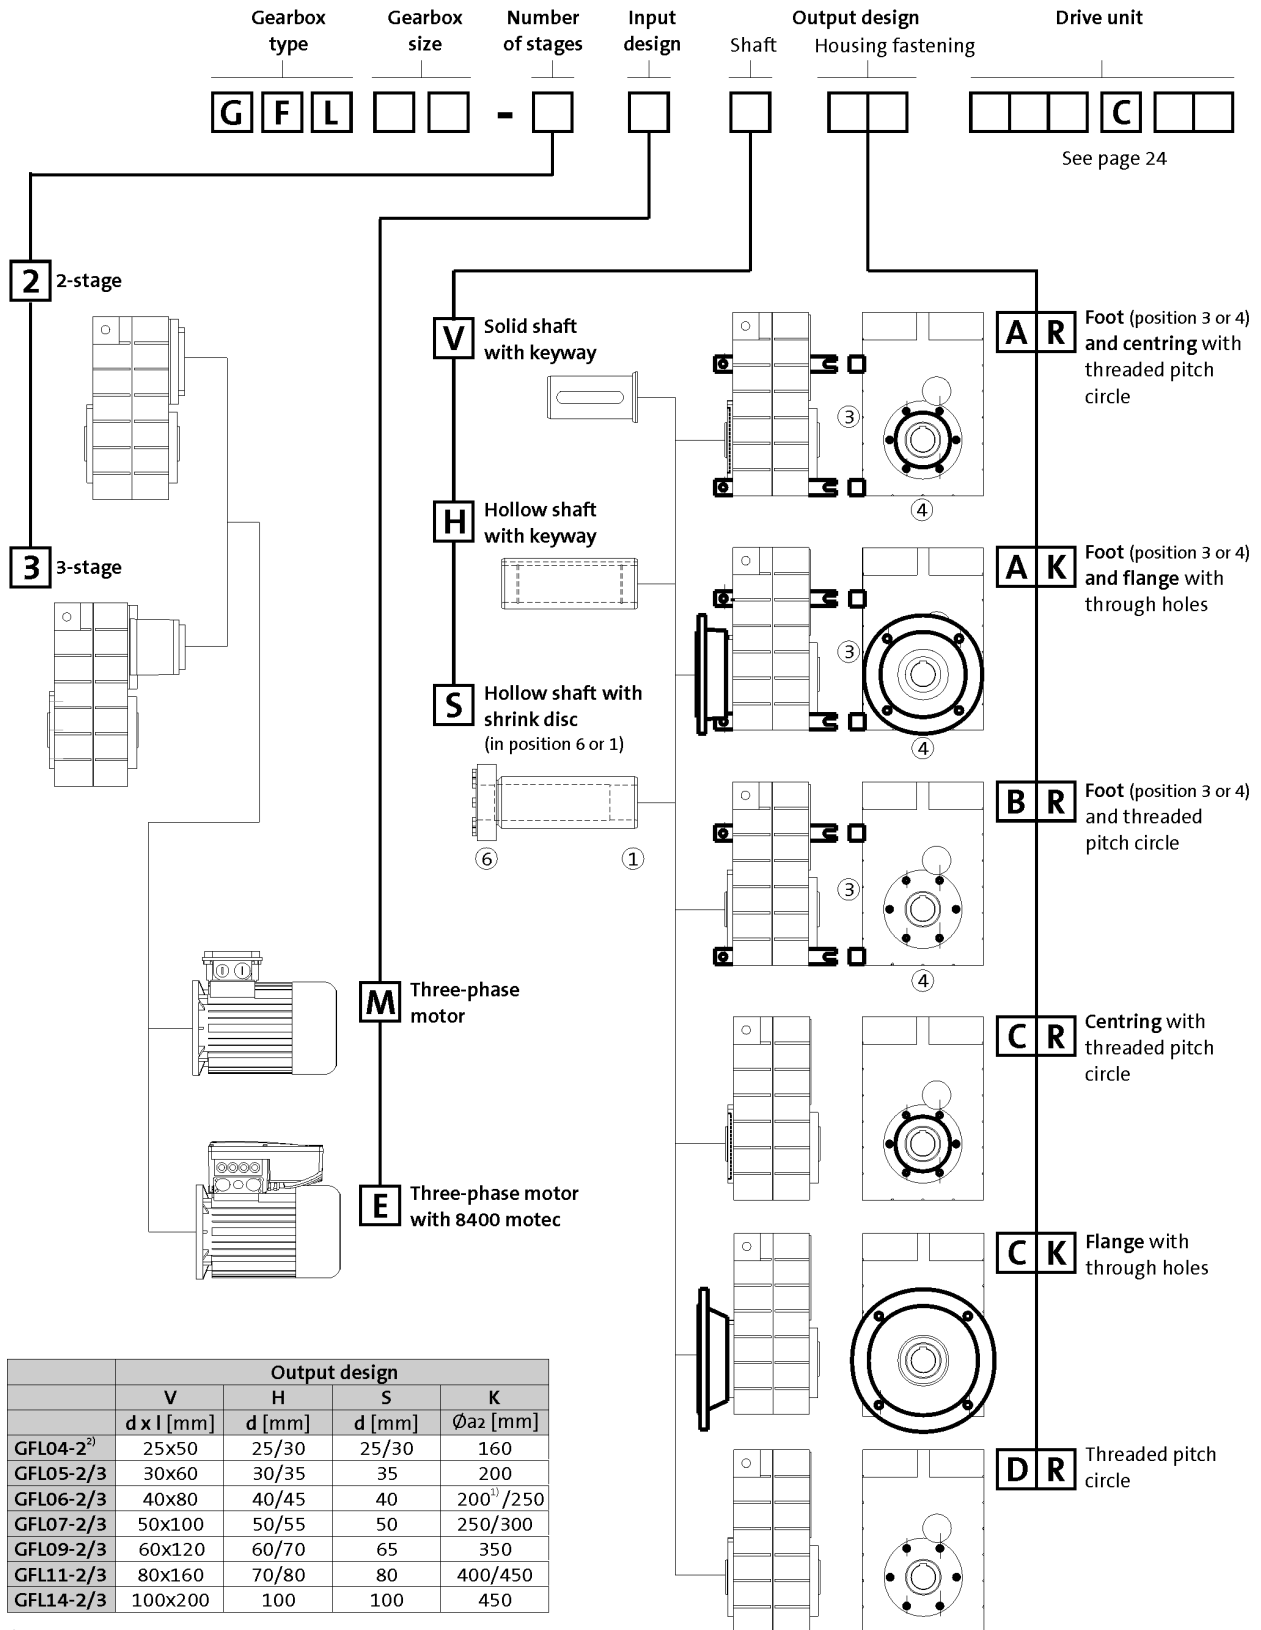 Gearbox type
Gearbox size
Number of stages
Input design
Output design
Shaft
Housing fastening
Drive unit
G F L - C
See page 24
2 2-stage
3 3-stage
V Solid shaft
with keyway
H Hollow shaft
with keyway
S Hollow shaft with
shrink disc
(in position 6 or 1)
6 1
M Three-phase
motor
E Three-phase motor
with 8400 motec
A R Foot (position 3 or 4)
and centring with
threaded pitch
circle
3
4
A K Foot (position 3 or 4)
and flange with
through holes
3
4
B R Foot (position 3 or 4)
and threaded
pitch circle
3
4
C R Centring with
threaded pitch
circle
C K Flange with
through holes
D R Threaded pitch
circle
Output design
V H S K
d x l [mm] d [mm] d [mm] Øa2 [mm]
GFL04-2²⁾ 25x50 25/30 25/30 160
GFL05-2/3 30x60 30/35 35 200
GFL06-2/3 40x80 40/45 40 200¹⁾/250
GFL07-2/3 50x100 50/55 50 250/300
GFL09-2/3 60x120 60/70 65 350
GFL11-2/3 80x160 70/80 80 400/450
GFL14-2/3 100x200 100 100 450